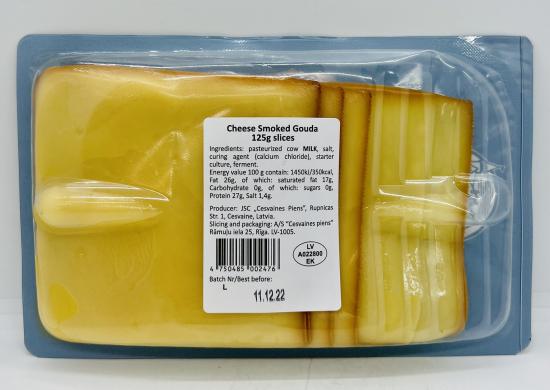 Cheese Smoked Gouda
125g slices
Ingredients: pasteurized cow MILK, salt,
curing agent (calcium chloride), starter
culture, ferment.
Energy value 100 g contain: 1450kJ/350kcal,
Fat 26g, of which: saturated fat 17g,
Carbohydrate 0g, of which: sugars 0g,
Protein 27g, Salt 1,4g.
Producer: JSC „Cesvaines Piens", Rupnicas
Str. 1, Cesvaine, Latvia.
Slicing and packaging: A/S "Cesvaines piens"
Rāmuļu iela 25, Rīga. LV-1005.
LV
A022800
EK
4 750485 002476
Batch Nr/Best before:
L
11.12.22